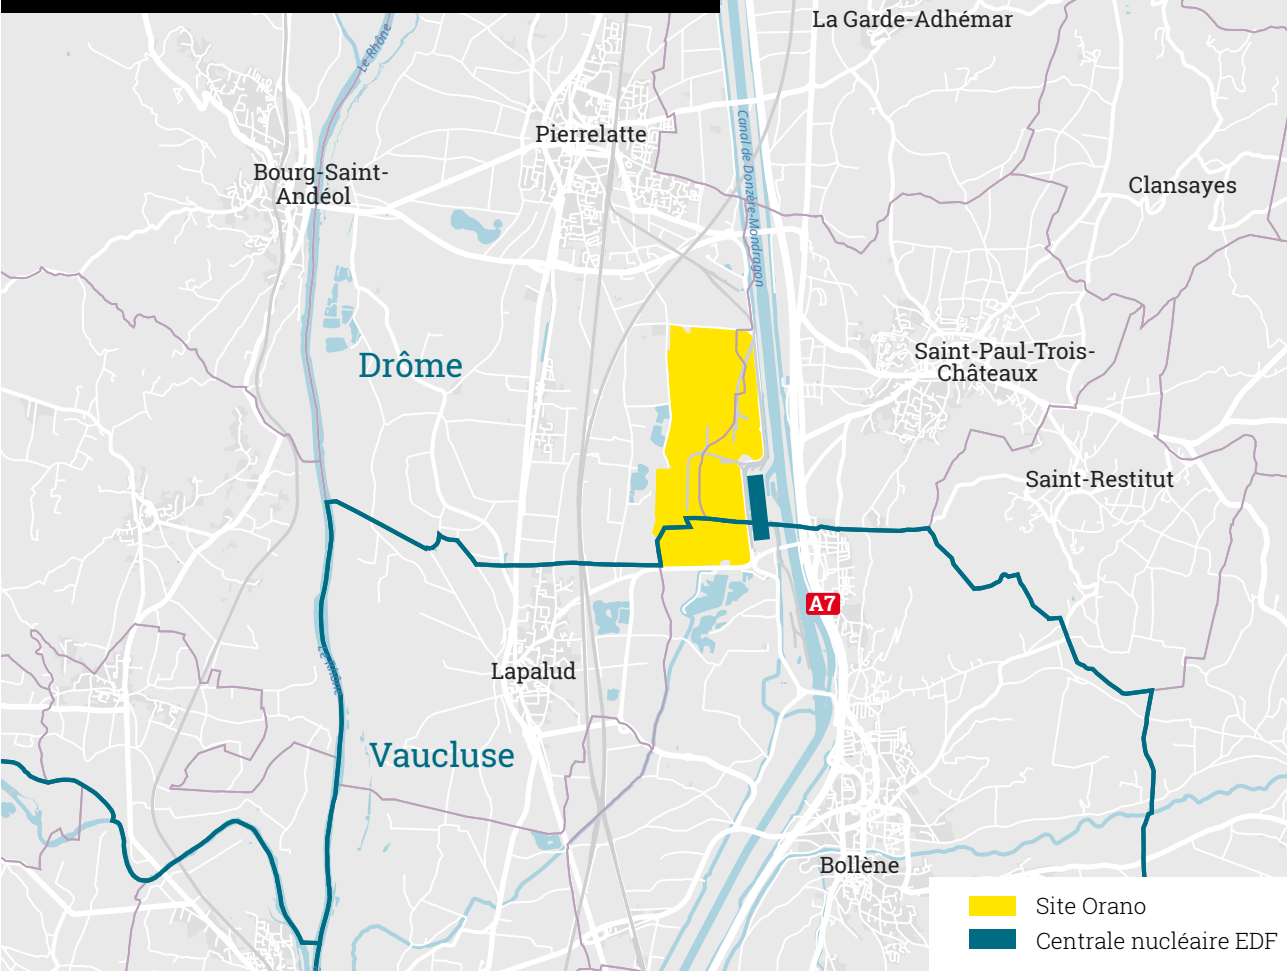 La Garde-Adhémar
Le Rhône
Pierrelatte
Canal de Donzère-Mondragon
Bourg-Saint-
Andéol
Clansayes
Drôme
Saint-Paul-Trois-
Châteaux
Saint-Restitut
A7
Lapalud
Le Rhône
Vaucluse
Bollène
Site Orano
Centrale nucléaire EDF